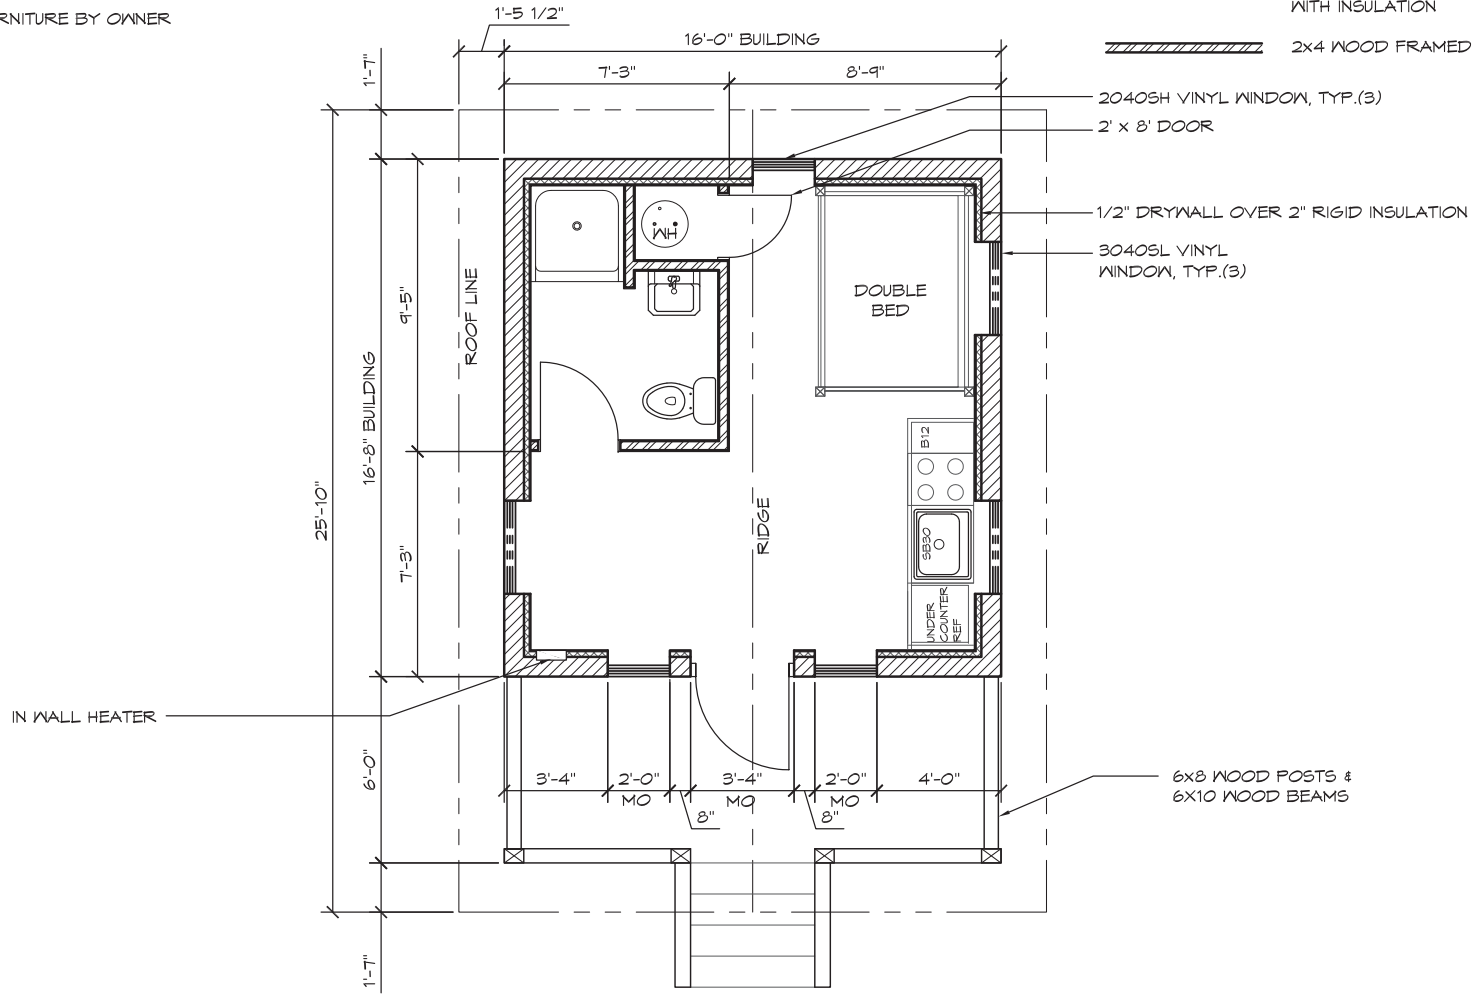 RNITURE BY OWNER
1'-5 1/2"
WITH INSULATION
16'-0" BUILDING
2x4 WOOD FRAMED
1'-7"
7'-3"
8'-9"
2040SH VINYL WINDOW, TYP.(3)
2' x 8' DOOR
1/2" DRYWALL OVER 2" RIGID INSULATION
WH
3040SL VINYL
WINDOW, TYP.(3)
9'-5"
ROOF LINE
DOUBLE
BED
16'-8" BUILDING
B12
25'-10"
RIDGE
7'-3"
SB30
UNDER
COUNTER
REF
IN WALL HEATER
6'-0"
3'-4"
2'-0"
MO
3'-4"
MO
2'-0"
MO
4'-0"
8"
8"
6x8 WOOD POSTS &
6X10 WOOD BEAMS
1'-7"